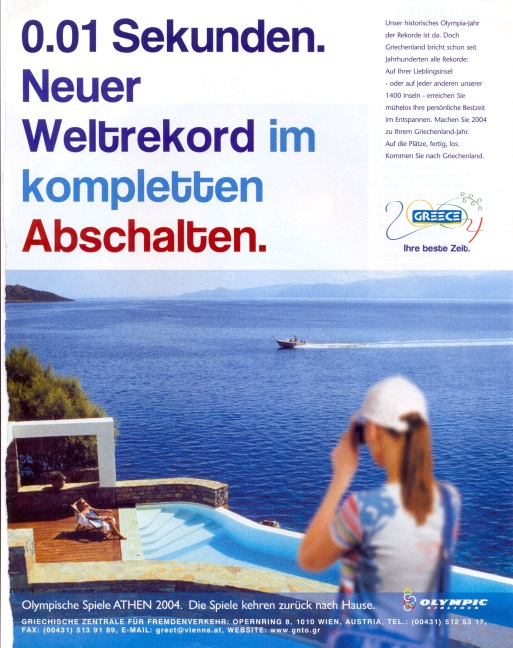 0.01 Sekunden.
Neuer
Weltrekord im
kompletten
Abschalten.
Unser historisches Olympia-Jahr
der Rekorde ist da. Doch
Griechenland bricht schon seit
Jahrhunderten alle Rekorde:
Auf Ihrer Lieblingsinsel
- oder auf jeder anderen unserer
1400 Inseln - erreichen Sie
mühelos Ihre persönliche Bestzeit
im Entspannen. Machen Sie 2004
zu Ihrem Griechenland-Jahr.
Auf die Plätze, fertig, los.
Kommen Sie nach Griechenland.
2 GREECE 4
Ihre beste Zeit.
Olympische Spiele ATHEN 2004. Die Spiele kehren zurück nach Hause.
OLYMPIC
AIRLINES
GRIECHISCHE ZENTRALE FÜR FREMDENVERKEHR: OPERNRING 8, 1010 WIEN, AUSTRIA. TEL.: (00431) 512 53 17,
FAX: (00431) 513 91 89, E-MAIL: grect@vienna.at, WEBSITE: www.gnto.gr